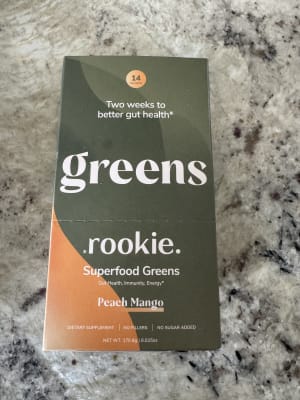 14
Two weeks to
better gut health*
greens
.rookie.
Superfood Greens
Gut Health, Immunity, Energy*
Peach Mango
DIETARY SUPPLEMENT | NO FILLERS | NO SUGAR ADDED